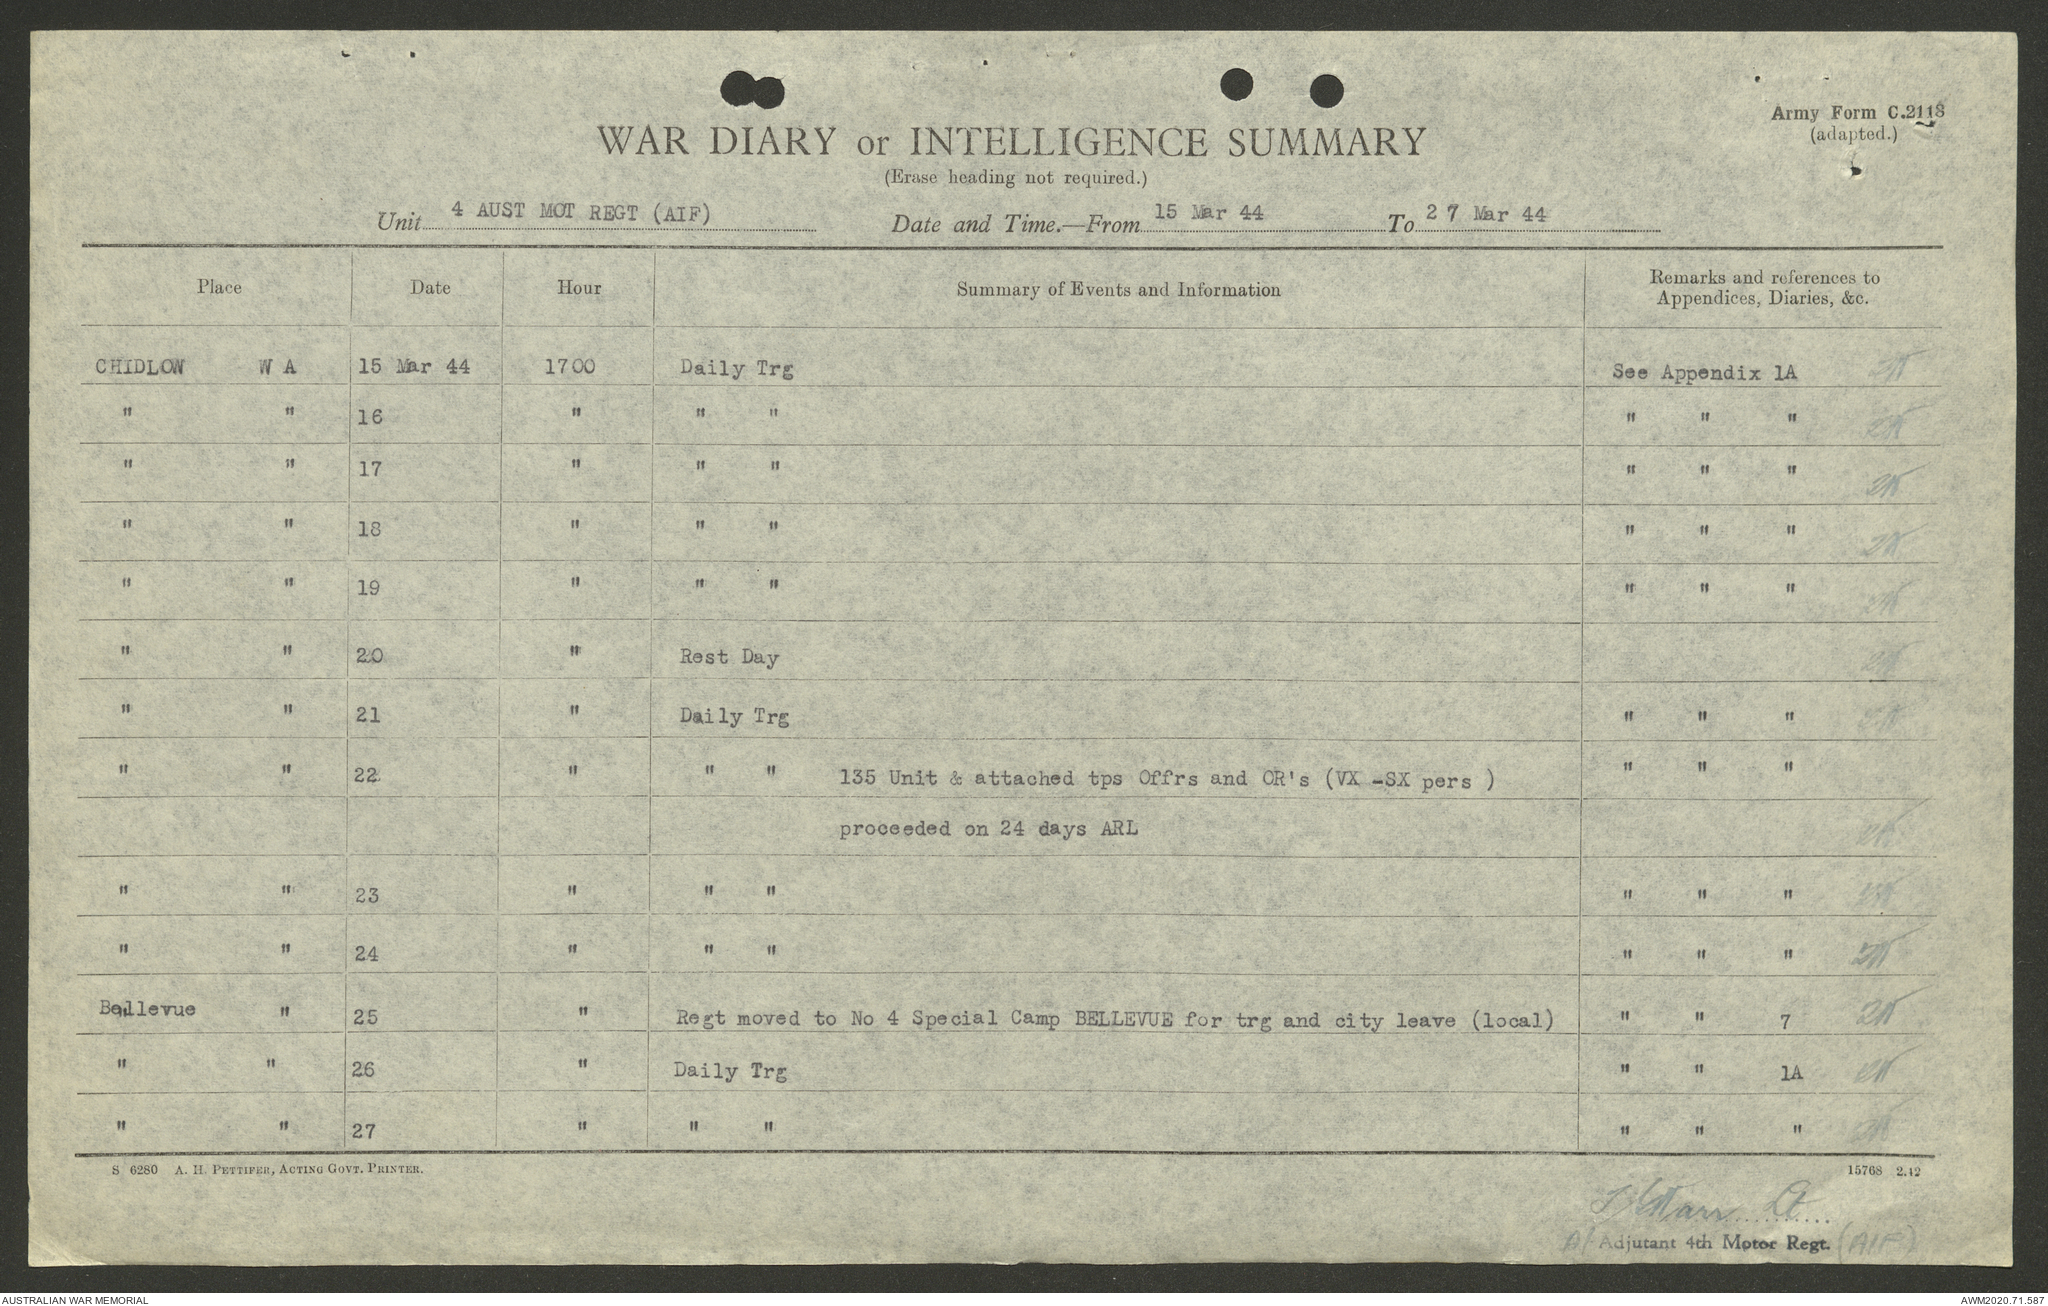 Army Form C.2118
(adapted.)
WAR DIARY or INTELLIGENCE SUMMARY
(Erase heading not required.)
Unit 4 AUST MOT REGT (AIF) Date and Time.—From 15 Mar 44 To 27 Mar 44
Place Date Hour Summary of Events and Information Remarks and references to
Appendices, Diaries, &c.
CHIDLOW W A 15 Mar 44 1700 Daily Trg See Appendix 1A
" " 16 " " " " " "
" " 17 " " " " " "
" " 18 " " " " " "
" " 19 " " " " " "
" " 20 " Rest Day
" " 21 " Daily Trg " " "
" " 22 " " " 135 Unit & attached tps Offrs and OR's (VX -SX pers ) " " "
proceeded on 24 days ARL
" " 23 " " " " " "
" " 24 " " " " " "
Bellevue " 25 " Regt moved to No 4 Special Camp BELLEVUE for trg and city leave (local) " " 7
" " 26 " Daily Trg " " 1A
" " 27 " " " " " "
S 6280 A. H. PETTIFER, ACTING GOVT. PRINTER. 15768 2.42
Lt
A/Adjutant 4th Motor Regt. (AIF)
AUSTRALIAN WAR MEMORIAL AWM2020.71.587